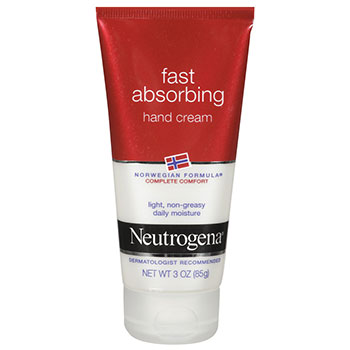 fast
absorbing
hand cream
NORWEGIAN FORMULA®
COMPLETE COMFORT
light, non-greasy
daily moisture
Neutrogena®
DERMATOLOGIST RECOMMENDED
NET WT 3 OZ (85g)